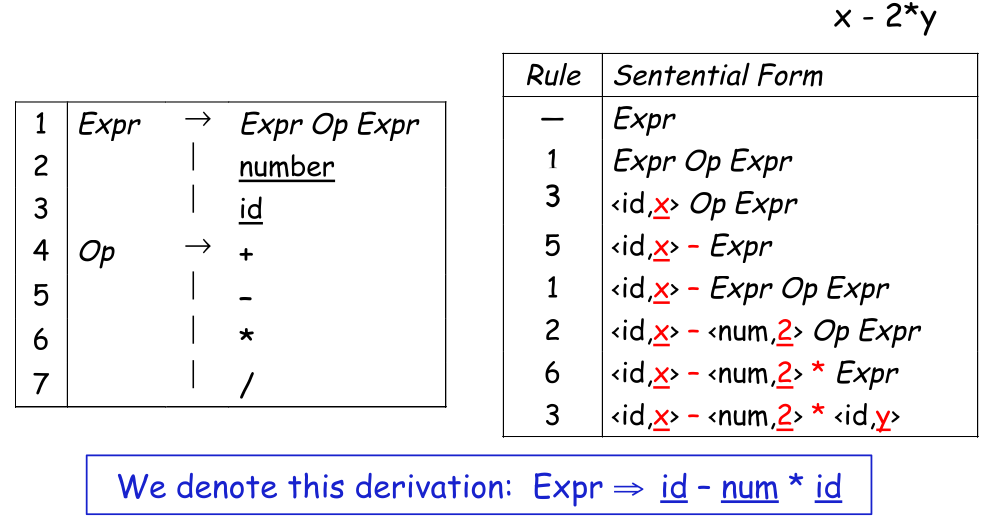 x - 2*y
1 Expr → Expr Op Expr
2 | number
3 | id
4 Op → +
5 | -
6 | *
7 | /
Rule Sentential Form
— Expr
1 Expr Op Expr
3 <id,x> Op Expr
5 <id,x> - Expr
1 <id,x> - Expr Op Expr
2 <id,x> - <num,2> Op Expr
6 <id,x> - <num,2> * Expr
3 <id,x> - <num,2> * <id,y>
We denote this derivation: Expr ⇒ id - num * id